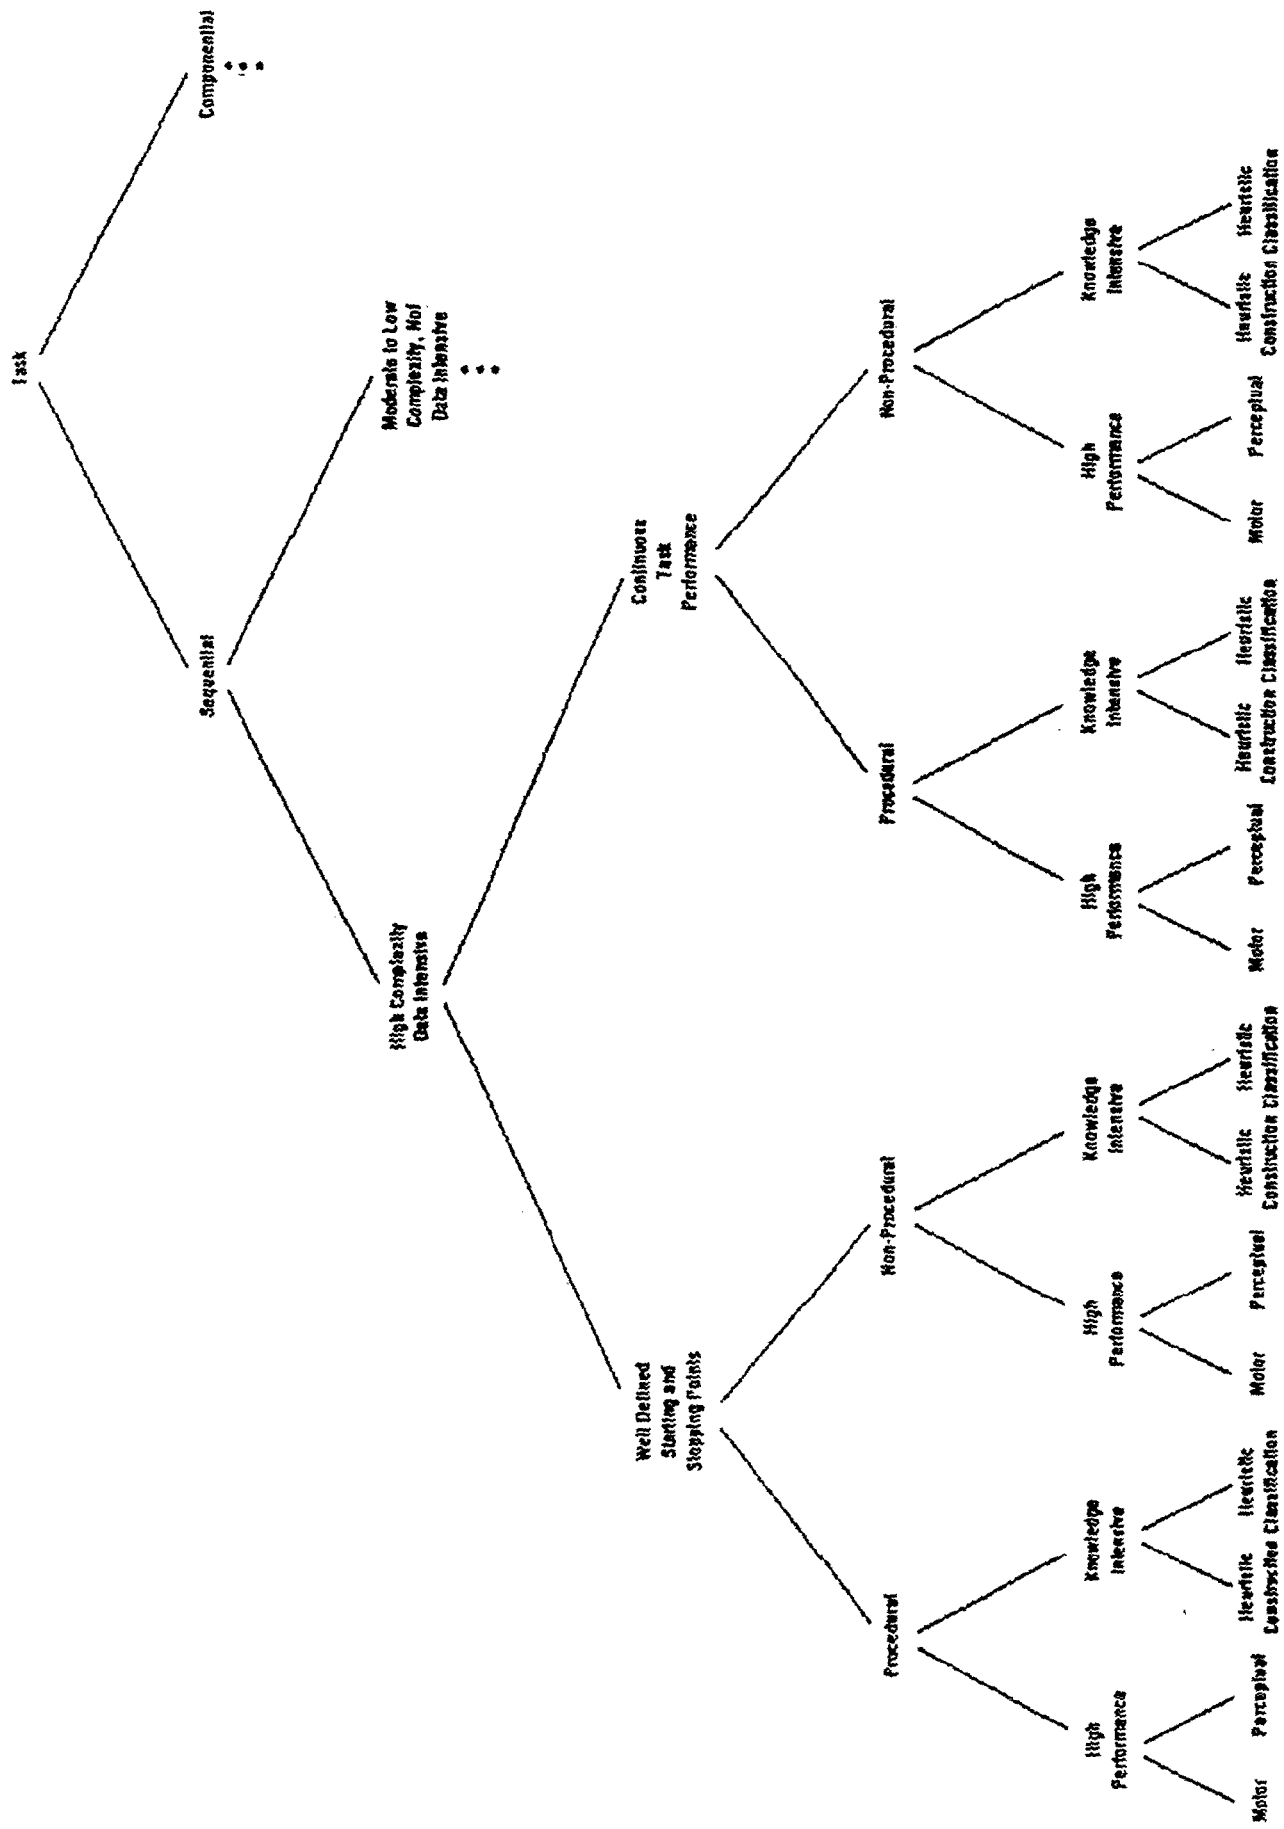 Task
Sequential
Componential
High Complexity
Data Intensive
Moderate to Low
Complexity, Not
Data Intensive
Well Defined
Starting and
Stopping Points
Continuous
Task
Performance
Procedural
Non-Procedural
Procedural
Non-Procedural
High
Performance
Knowledge
Intensive
High
Performance
Knowledge
Intensive
High
Performance
Knowledge
Intensive
High
Performance
Knowledge
Intensive
Motor
Perceptual
Heuristic Heuristic
Construction Classification
Motor
Perceptual
Heuristic Heuristic
Construction Classification
Motor
Perceptual
Heuristic Heuristic
Construction Classification
Motor
Perceptual
Heuristic Heuristic
Construction Classification